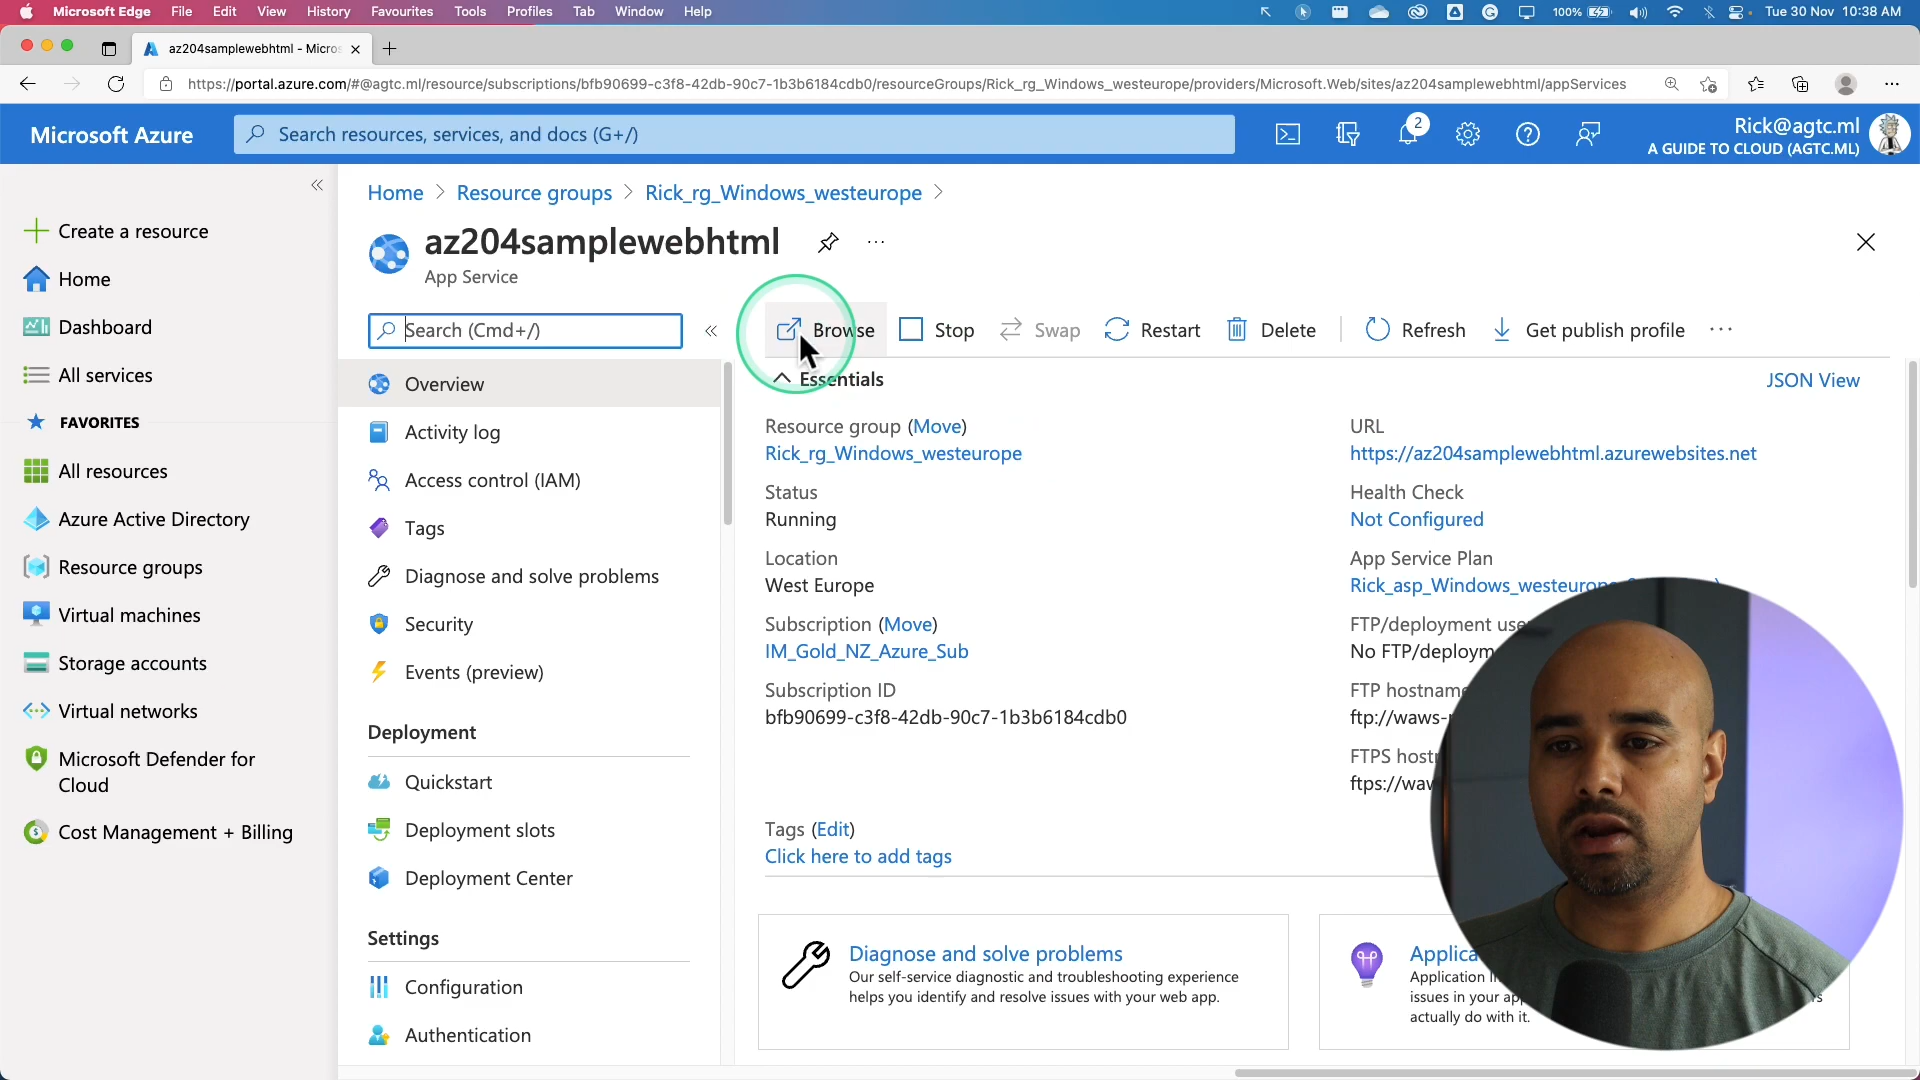 Microsoft Edge File Edit View History Favourites Tools Profiles Tab Window Help 100% Tue 30 Nov 10:38 AM
az204samplewebhtml - Micros
https://portal.azure.com/#@agtc.ml/resource/subscriptions/bfb90699-c3f8-42db-90c7-1b3b6184cdb0/resourceGroups/Rick_rg_Windows_westeurope/providers/Microsoft.Web/sites/az204samplewebhtml/appServices
Microsoft Azure
Search resources, services, and docs (G+/)
2
Rick@agtc.ml
A GUIDE TO CLOUD (AGTC.ML)
Create a resource
Home
Dashboard
All services
FAVORITES
All resources
Azure Active Directory
Resource groups
Virtual machines
Storage accounts
Virtual networks
Microsoft Defender for
Cloud
Cost Management + Billing
Home > Resource groups > Rick_rg_Windows_westeurope >
az204samplewebhtml
App Service
Search (Cmd+/)
Overview
Activity log
Access control (IAM)
Tags
Diagnose and solve problems
Security
Events (preview)
Deployment
Quickstart
Deployment slots
Deployment Center
Settings
Configuration
Authentication
Browse Stop Swap Restart Delete Refresh Get publish profile
Essentials
JSON View
Resource group (Move)
Rick_rg_Windows_westeurope
Status
Running
Location
West Europe
Subscription (Move)
IM_Gold_NZ_Azure_Sub
Subscription ID
bfb90699-c3f8-42db-90c7-1b3b6184cdb0
URL
https://az204samplewebhtml.azurewebsites.net
Health Check
Not Configured
App Service Plan
Rick_asp_Windows_westeurope
FTP/deployment use
No FTP/deploym
FTP hostname
ftp://waws-
FTPS host
ftps://waw
Tags (Edit)
Click here to add tags
Diagnose and solve problems
Our self-service diagnostic and troubleshooting experience
helps you identify and resolve issues with your web app.
Applica
Application I
issues in your ap
actually do with it.